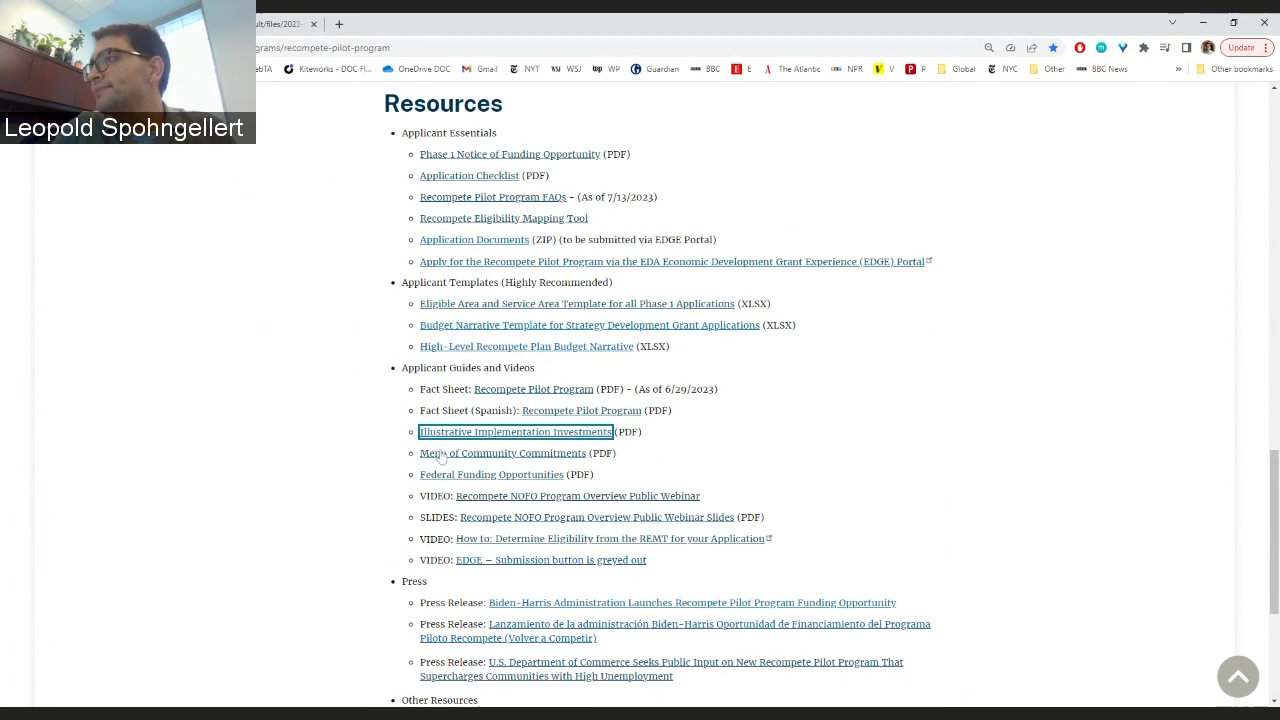 ult/files/2023-
Leopold Spohngellert
ograms/recompete-pilot-program
Update
Kiteworks - DOC Fi...
OneDrive DOC
Gmail
NYT
WSJ
WP
Guardian
BBC
E
The Atlantic
NPR
V
P
Global
NYC
Other
BBC News
Other bookmarks
Resources
Applicant Essentials
Phase 1 Notice of Funding Opportunity (PDF)
Application Checklist (PDF)
Recompete Pilot Program FAQs - (As of 7/13/2023)
Recompete Eligibility Mapping Tool
Application Documents (ZIP) (to be submitted via EDGE Portal)
Apply for the Recompete Pilot Program via the EDA Economic Development Grant Experience (EDGE) Portal
Applicant Templates (Highly Recommended)
Eligible Area and Service Area Template for all Phase 1 Applications (XLSX)
Budget Narrative Template for Strategy Development Grant Applications (XLSX)
High-Level Recompete Plan Budget Narrative (XLSX)
Applicant Guides and Videos
Fact Sheet: Recompete Pilot Program (PDF) - (As of 6/29/2023)
Fact Sheet (Spanish): Recompete Pilot Program (PDF)
Illustrative Implementation Investments (PDF)
Menu of Community Commitments (PDF)
Federal Funding Opportunities (PDF)
VIDEO: Recompete NOFO Program Overview Public Webinar
SLIDES: Recompete NOFO Program Overview Public Webinar Slides (PDF)
VIDEO: How to: Determine Eligibility from the REMT for your Application
VIDEO: EDGE – Submission button is greyed out
Press
Press Release: Biden-Harris Administration Launches Recompete Pilot Program Funding Opportunity
Press Release: Lanzamiento de la administración Biden-Harris Oportunidad de Financiamiento del Programa
Piloto Recompete (Volver a Competir)
Press Release: U.S. Department of Commerce Seeks Public Input on New Recompete Pilot Program That
Supercharges Communities with High Unemployment
Other Resources